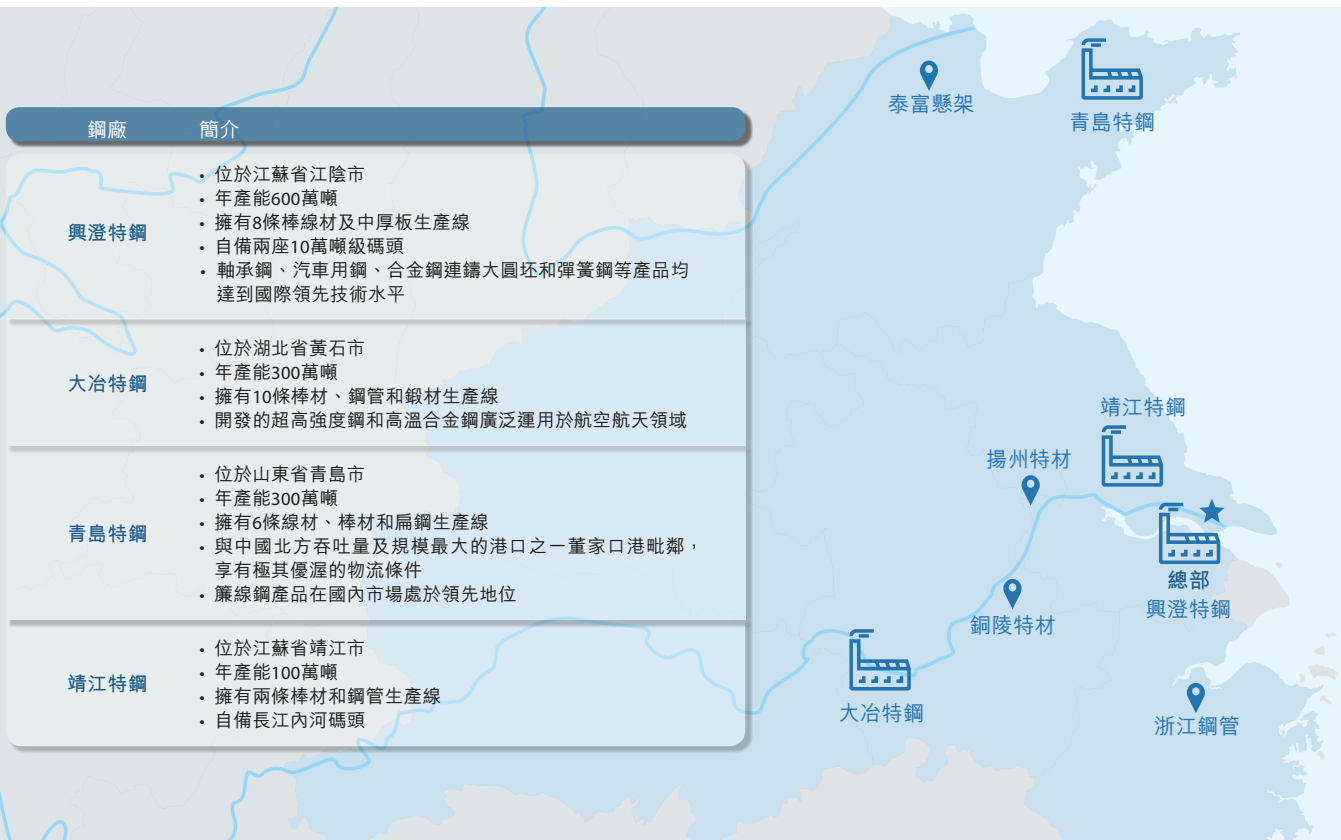 鋼廠 簡介
興澄特鋼
• 位於江蘇省江陰市
• 年產能600萬噸
• 擁有8條棒線材及中厚板生產線
• 自備兩座10萬噸級碼頭
• 軸承鋼、汽車用鋼、合金鋼連鑄大圓坯和彈簧鋼等產品均
達到國際領先技術水平
大冶特鋼
• 位於湖北省黃石市
• 年產能300萬噸
• 擁有10條棒材、鋼管和鍛材生產線
• 開發的超高強度鋼和高溫合金鋼廣泛運用於航空航天領域
青島特鋼
• 位於山東省青島市
• 年產能300萬噸
• 擁有6條線材、棒材和扁鋼生產線
• 與中國北方吞吐量及規模最大的港口之一董家口港毗鄰，
享有極其優渥的物流條件
• 簾線鋼產品在國內市場處於領先地位
靖江特鋼
• 位於江蘇省靖江市
• 年產能100萬噸
• 擁有兩條棒材和鋼管生產線
• 自備長江內河碼頭
泰富懸架
青島特鋼
靖江特鋼
揚州特材
總部
興澄特鋼
銅陵特材
大冶特鋼
浙江鋼管